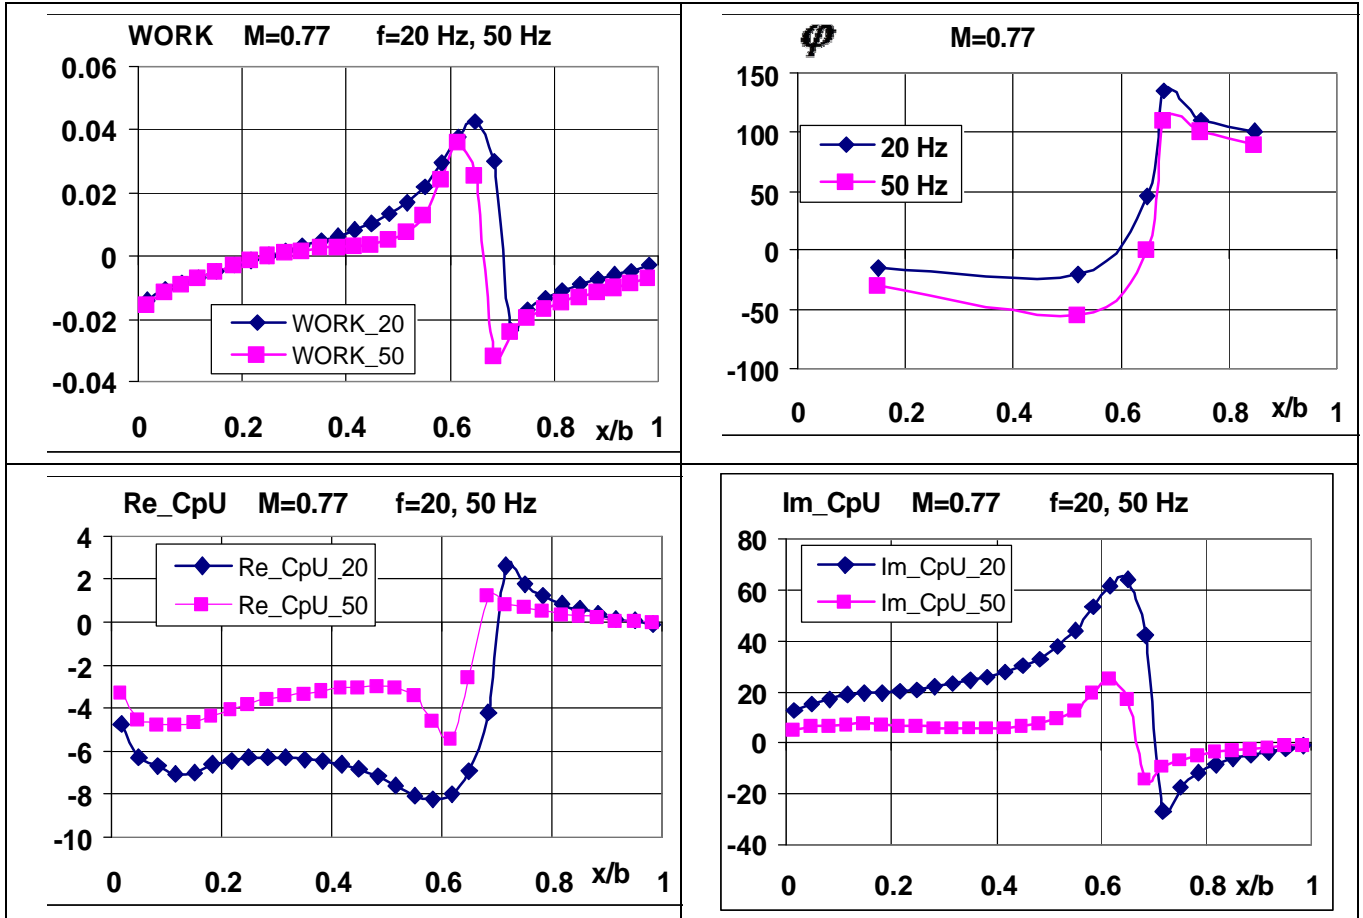 WORK M=0.77 f=20 Hz, 50 Hz
0.06
0.04
0.02
0
-0.02
-0.04
WORK_20
WORK_50
0 0.2 0.4 0.6 0.8 x/b 1
φ M=0.77
150
100
50
0
-50
-100
20 Hz
50 Hz
0 0.2 0.4 0.6 0.8 x/b 1
Re_CpU M=0.77 f=20, 50 Hz
4
2
0
-2
-4
-6
-8
-10
Re_CpU_20
Re_CpU_50
0 0.2 0.4 0.6 0.8 x/b 1
Im_CpU M=0.77 f=20, 50 Hz
80
60
40
20
0
-20
-40
Im_CpU_20
Im_CpU_50
0 0.2 0.4 0.6 0.8 x/b 1